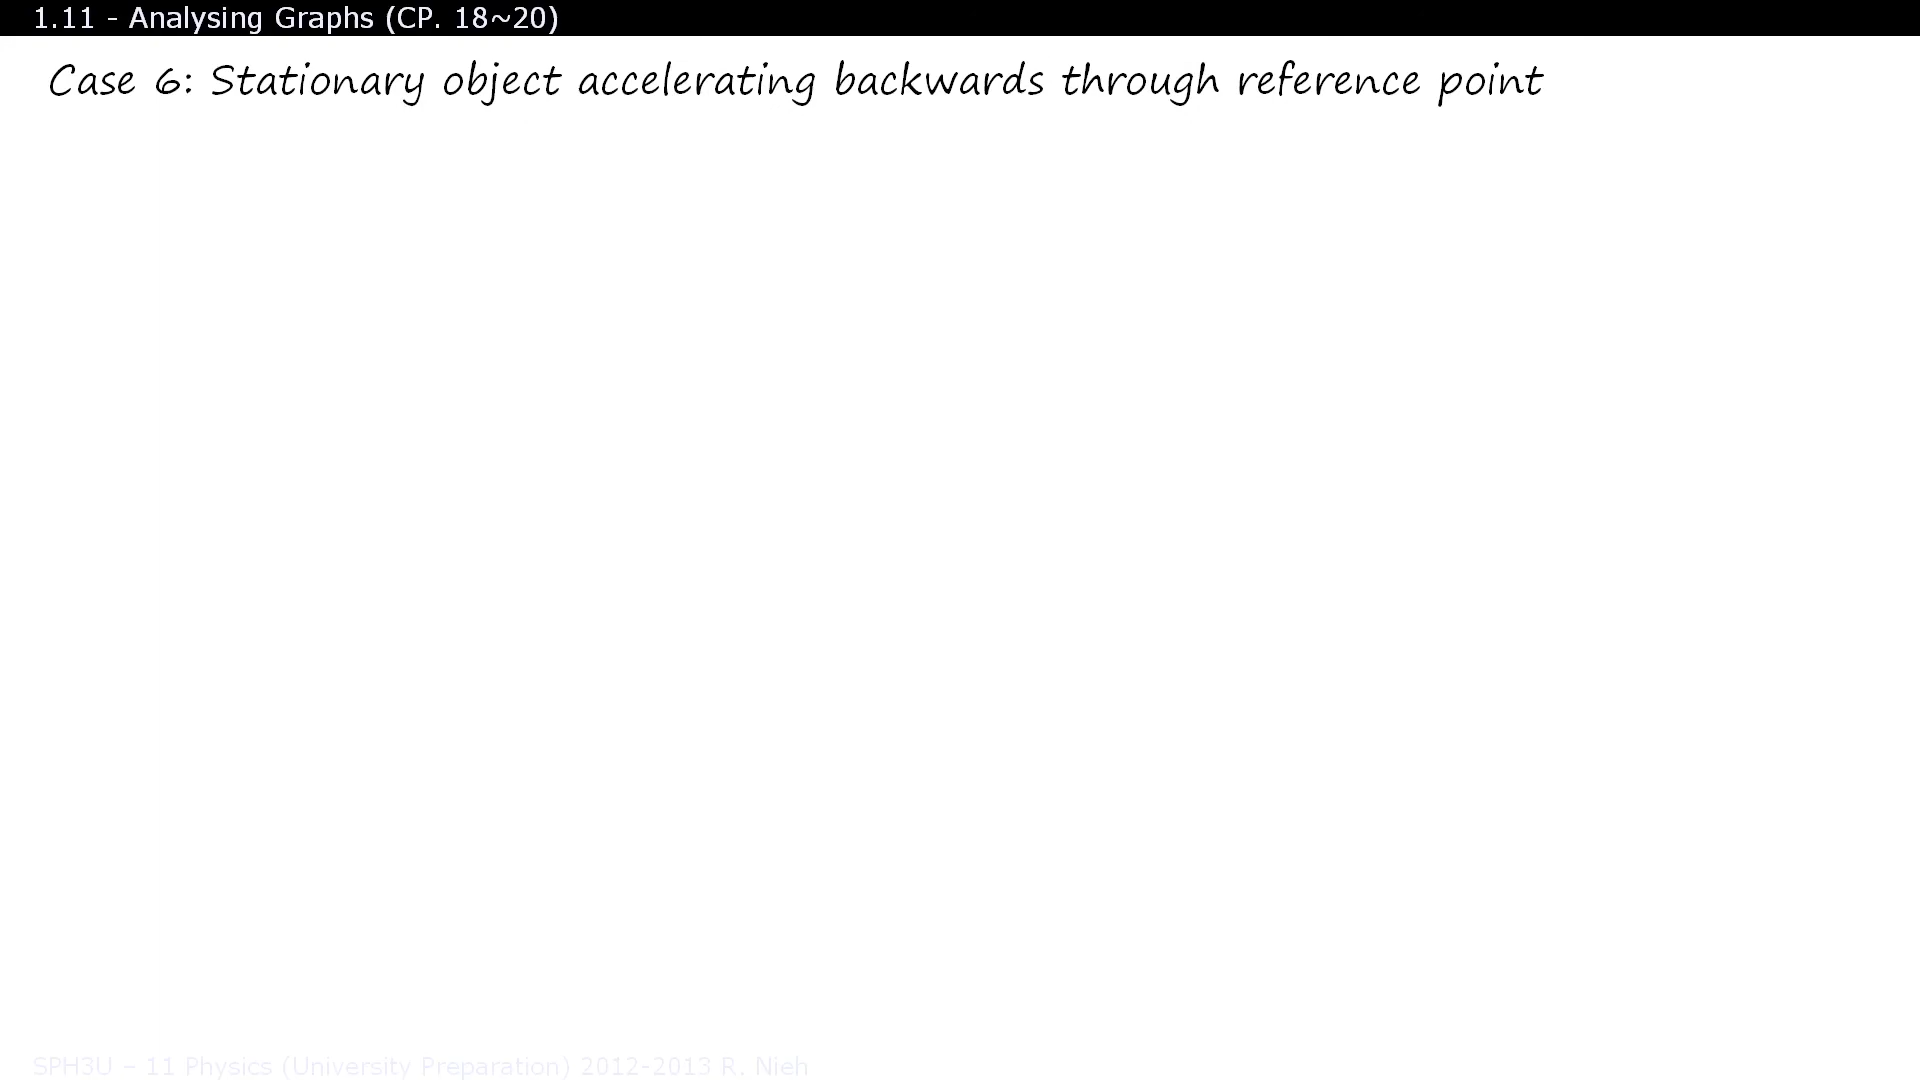 1.11 - Analysing Graphs (CP. 18~20)
Case 6: Stationary object accelerating backwards through reference point
SPH3U – 11 Physics (University Preparation) 2012-2013 R. Nieh